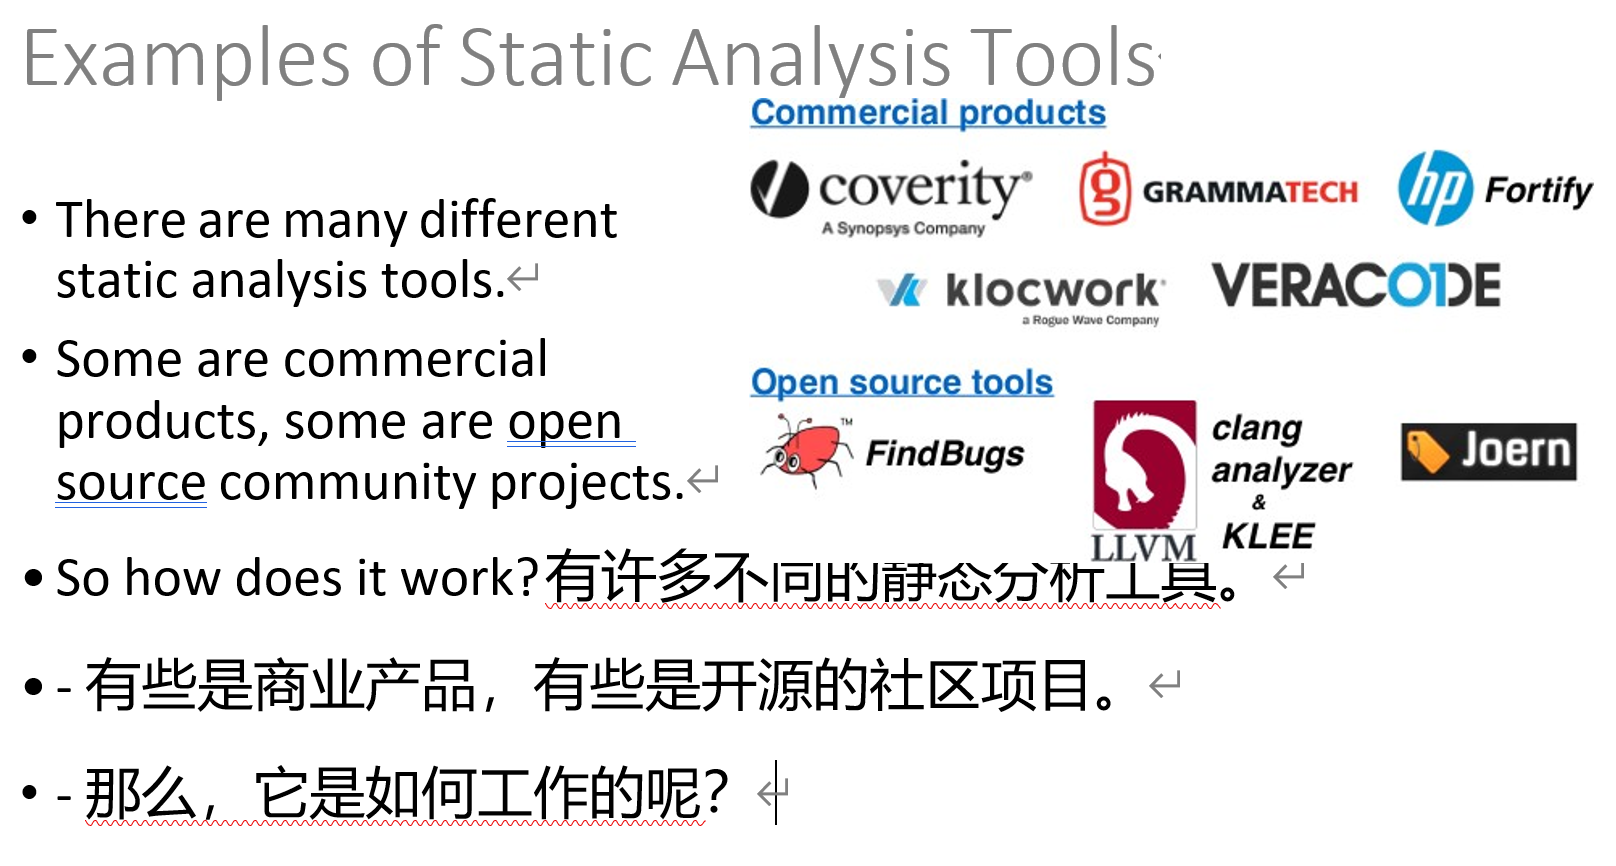 Examples of Static Analysis Tools
Commercial products
coverity®
A Synopsys Company
GRAMMATECH
hp Fortify
klocwork
a Rogue Wave Company
VERACODE
• There are many different
static analysis tools.
• Some are commercial
products, some are open
source community projects.
Open source tools
FindBugs
TM
LLVM
clang
analyzer
&
KLEE
Joern
• So how does it work?有许多不同的静态分析工具。
• - 有些是商业产品，有些是开源的社区项目。
• - 那么，它是如何工作的呢？